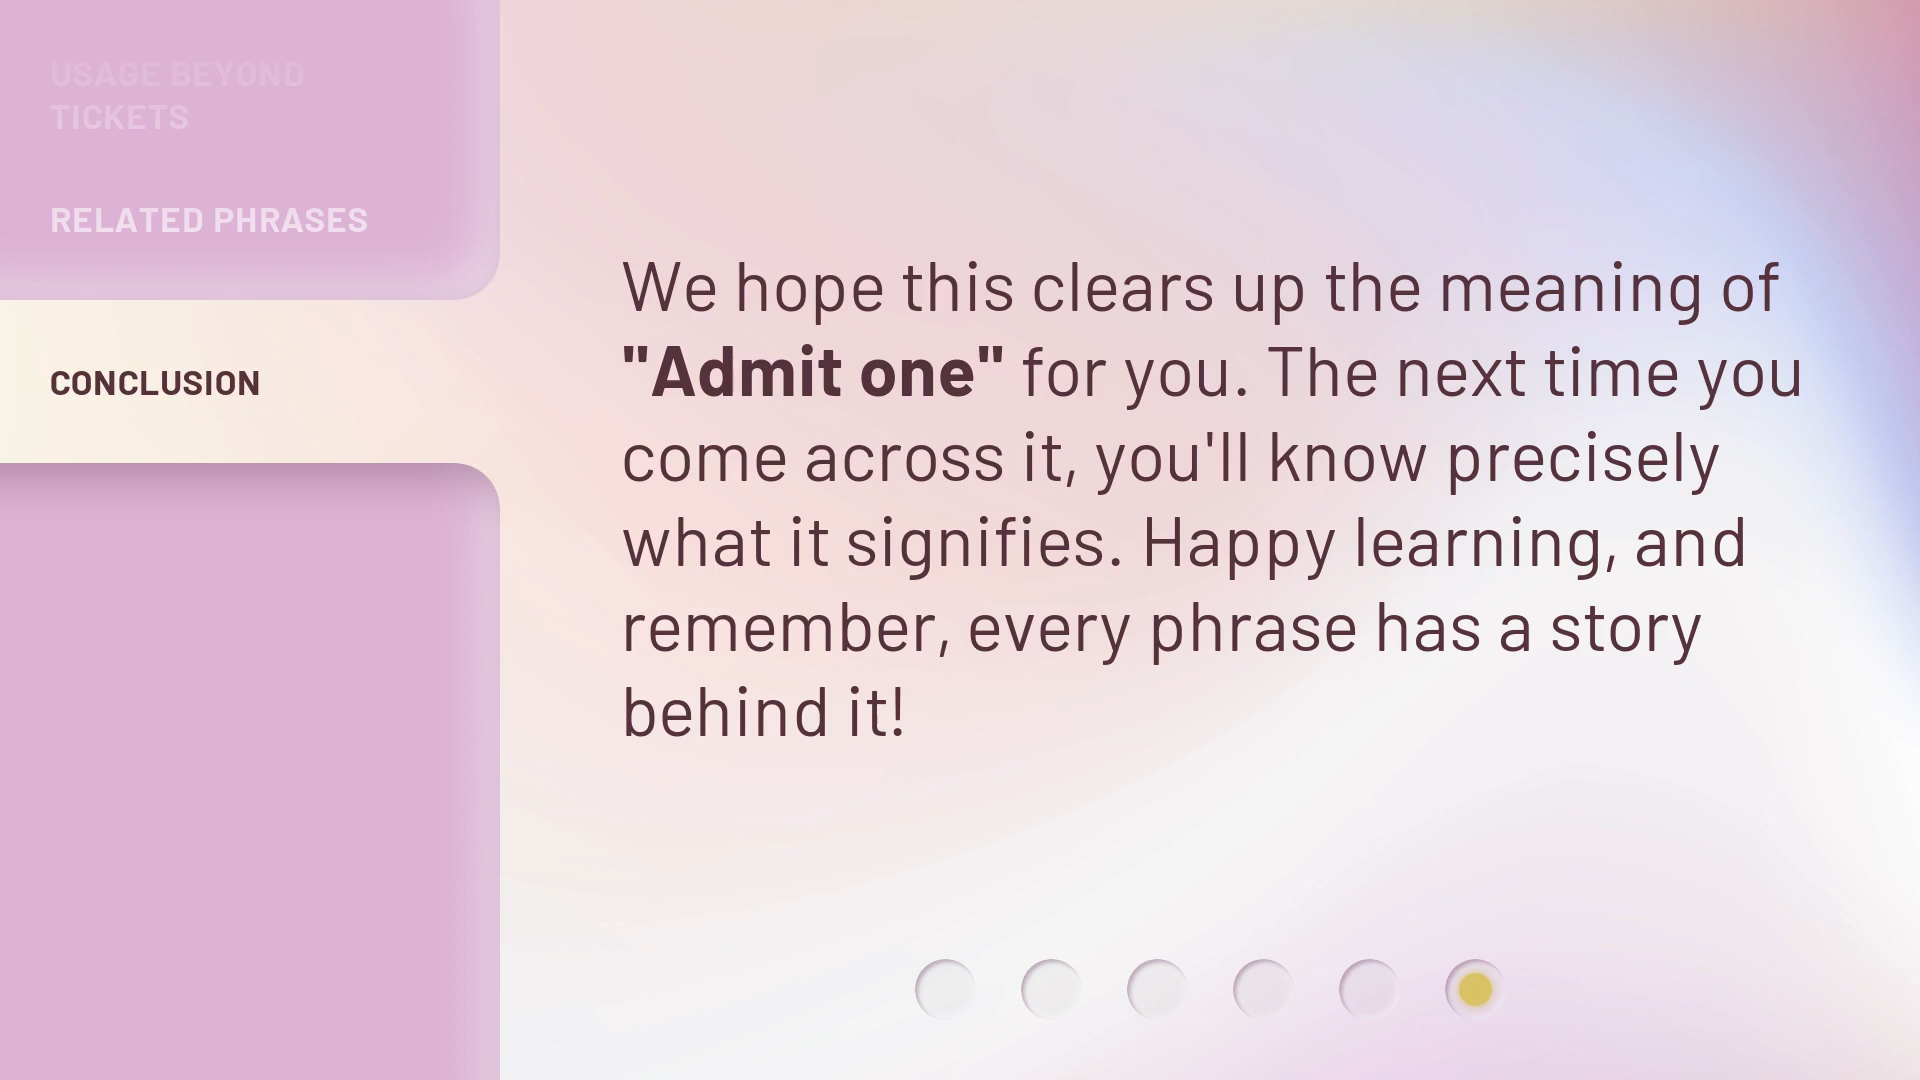 USAGE BEYOND
TICKETS
RELATED PHRASES
CONCLUSION
We hope this clears up the meaning of
"Admit one" for you. The next time you
come across it, you'll know precisely
what it signifies. Happy learning, and
remember, every phrase has a story
behind it!